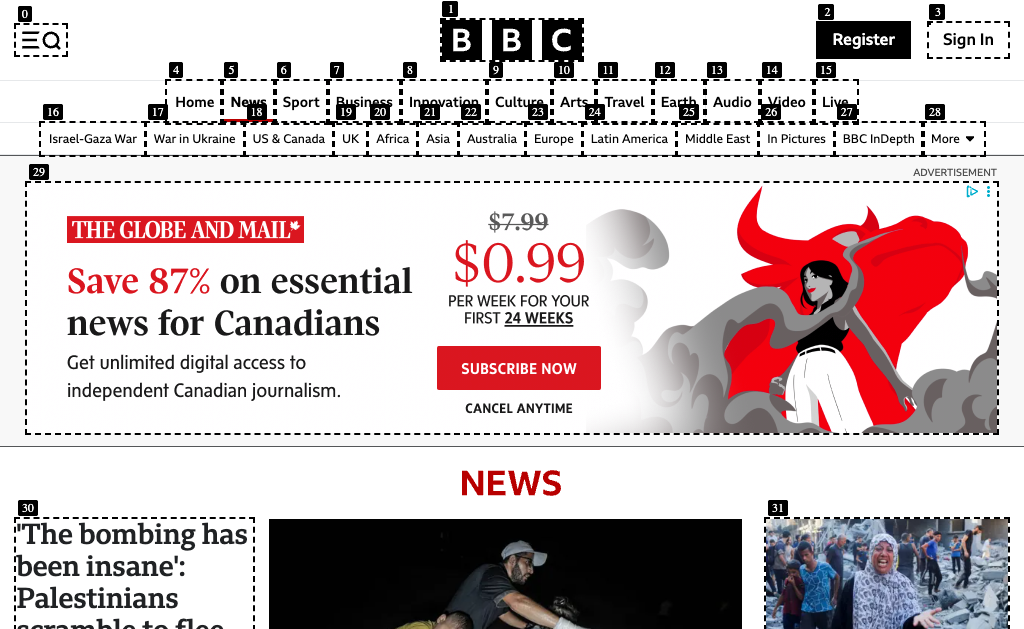 0
1
2
3
BBC
Register
Sign In
4
5
6
7
8
9
10
11
12
13
14
15
Home
News
Sport
Business
Innovation
Culture
Arts
Travel
Earth
Audio
Video
Live
16
17
18
19
20
21
22
23
24
25
26
27
28
Israel-Gaza War
War in Ukraine
US & Canada
UK
Africa
Asia
Australia
Europe
Latin America
Middle East
In Pictures
BBC InDepth
More
29
ADVERTISEMENT
THE GLOBE AND MAIL
Save 87% on essential
news for Canadians
Get unlimited digital access to
independent Canadian journalism.
$7.99
$0.99
PER WEEK FOR YOUR
FIRST 24 WEEKS
SUBSCRIBE NOW
CANCEL ANYTIME
NEWS
30
31
'The bombing has
been insane':
Palestinians
scramble to flee